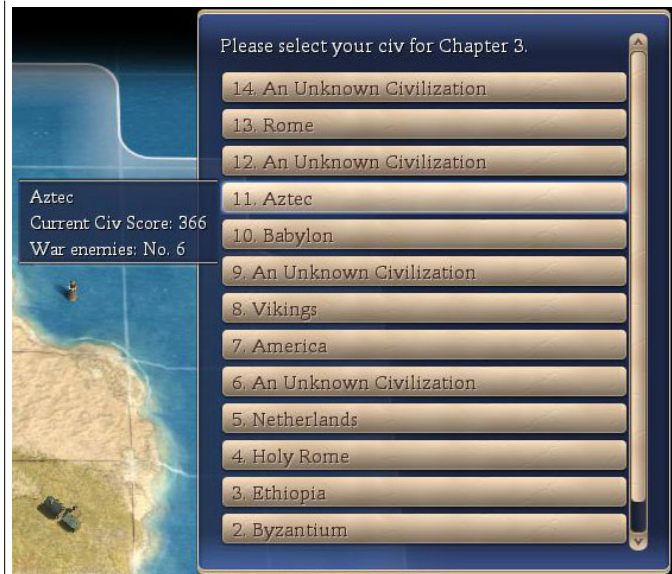 Please select your civ for Chapter 3.
14. An Unknown Civilization
13. Rome
12. An Unknown Civilization
11. Aztec
10. Babylon
9. An Unknown Civilization
8. Vikings
7. America
6. An Unknown Civilization
5. Netherlands
4. Holy Rome
3. Ethiopia
2. Byzantium
Aztec
Current Civ Score: 366
War enemies: No. 6